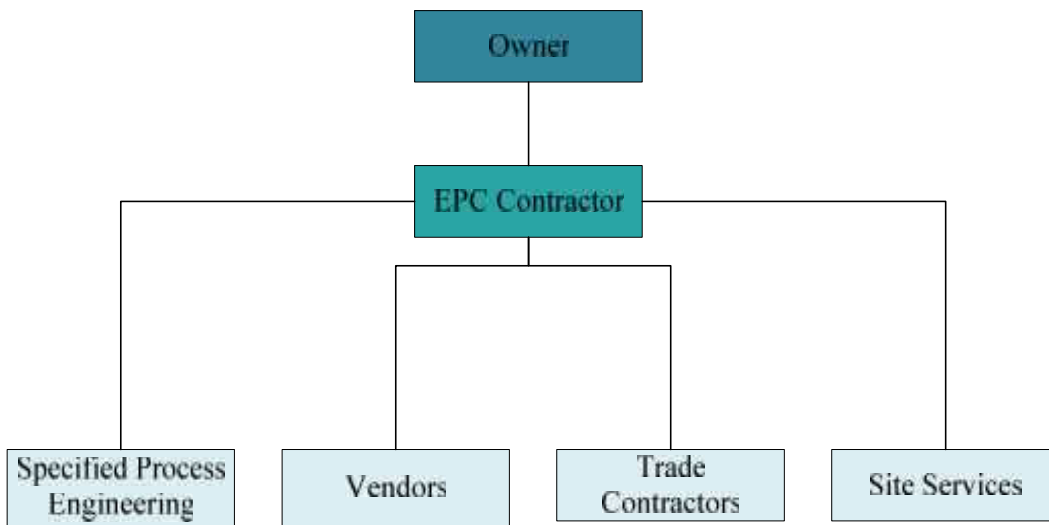 Owner
EPC Contractor
Specified Process
Engineering
Vendors
Trade
Contractors
Site Services